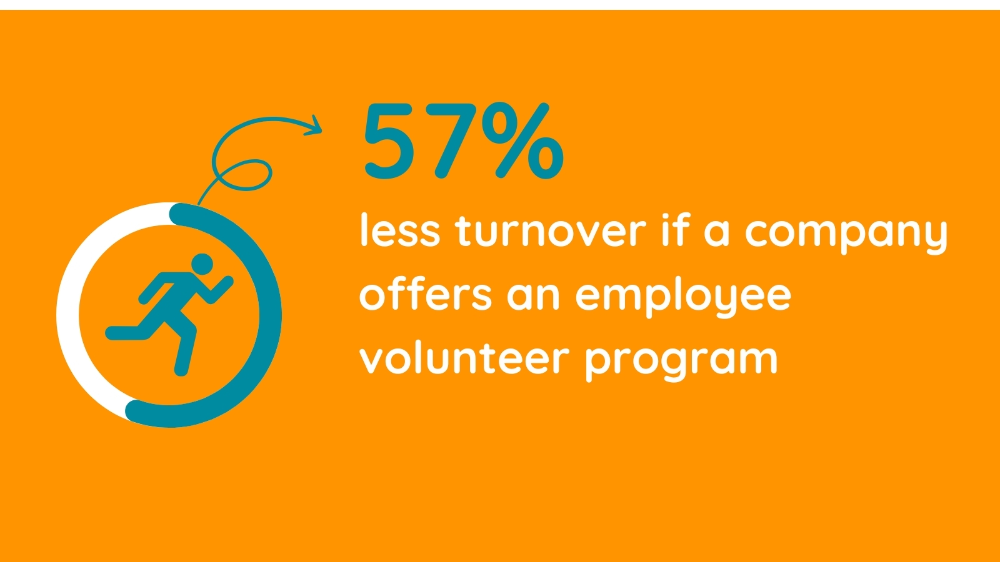 57%
less turnover if a company
offers an employee
volunteer program